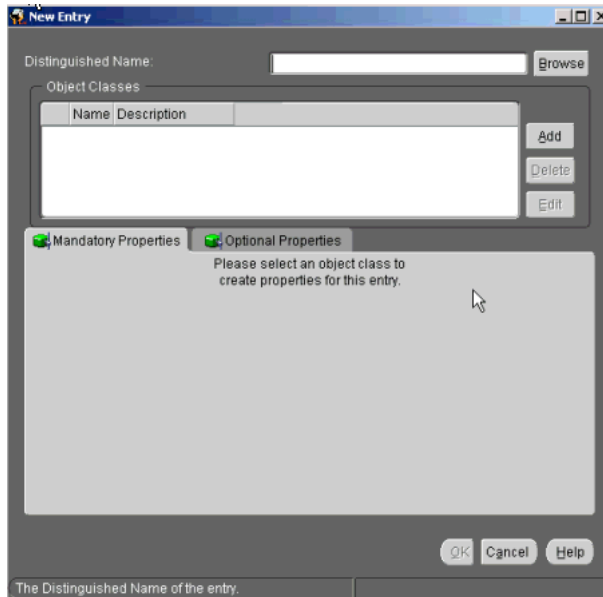 New Entry
Distinguished Name:
Browse
Object Classes
Name Description
Add
Delete
Edit
Mandatory Properties Optional Properties
Please select an object class to
create properties for this entry.
OK Cancel Help
The Distinguished Name of the entry.